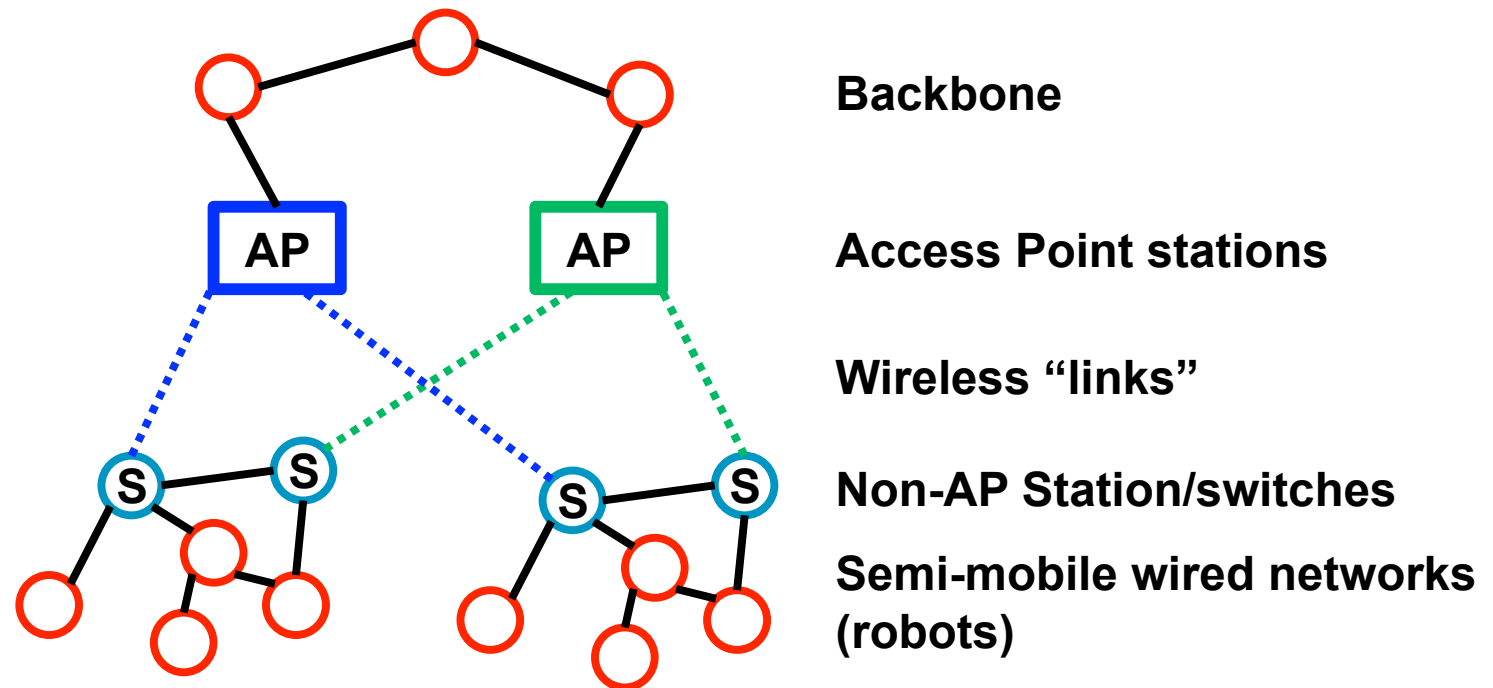 Backbone
AP
AP
Access Point stations
Wireless “links”
S
S
S
S
Non-AP Station/switches
Semi-mobile wired networks
(robots)